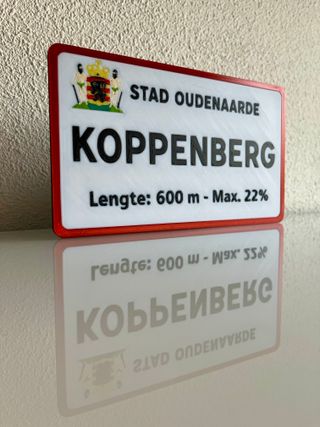 STAD OUDENAARDE
KOPPENBERG
Lengte: 600 m - Max. 22%